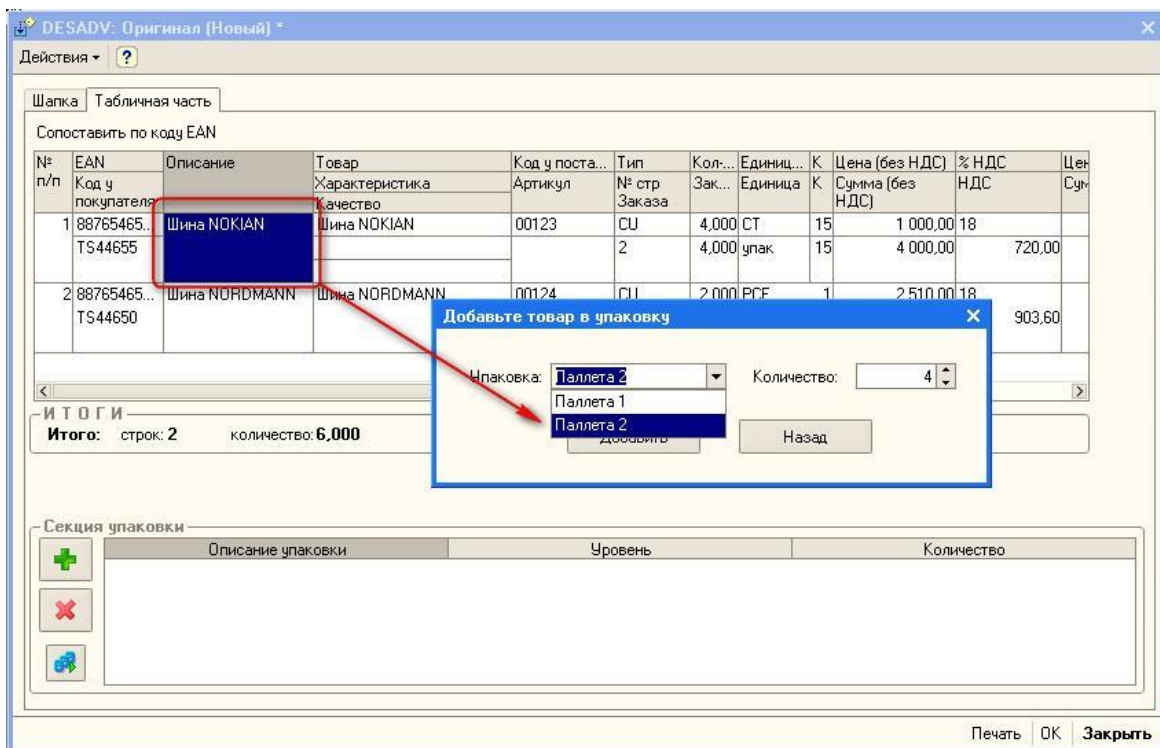 DESADV: Оригинал (Новый) *
Действия
?
Шапка Табличная часть
Сопоставить по коду EAN
№ п/п EAN Описание Товар Код у поста... Тип Кол-... Единиц... К Цена (без НДС) % НДС Цен
Код у покупателя Характеристика Артикул № стр Заказа Зак... Единица К Сумма (без НДС) НДС Сум
Качество
1 88765465... Шина NOKIAN Шина NOKIAN 00123 CU 4,000 СТ 15 1 000,00 18
TS44655 2 4,000 упак 15 4 000,00 720,00
2 88765465... Шина NORDMANN Шина NORDMANN 00124 CU 2,000 PCE 1 2 510,00 18
TS44650 903,60
Добавьте товар в упаковку
Упаковка: Паллета 2 Количество: 4
Паллета 1
Паллета 2
Добавить Назад
ИТОГИ
Итого: строк: 2 количество: 6,000
Секция упаковки
Описание упаковки Уровень Количество
Печать OK Закрыть